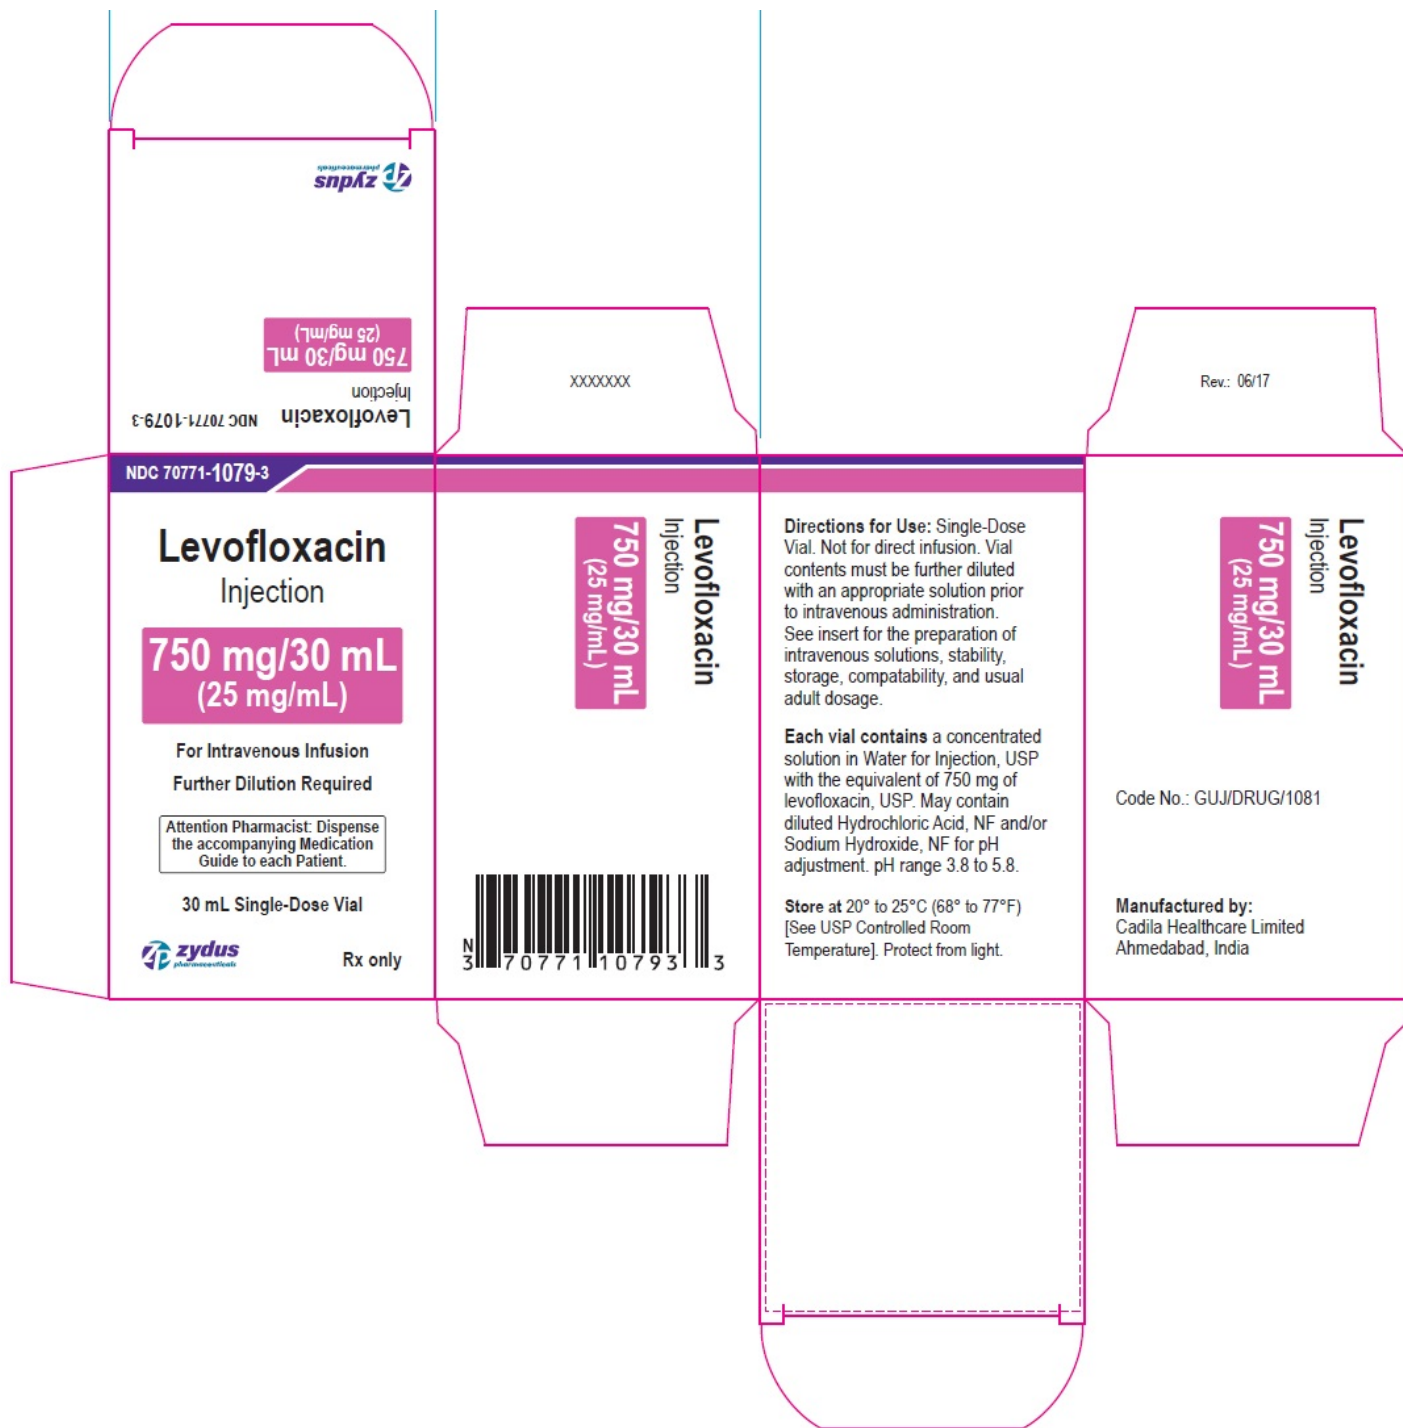 zydus
pharmaceuticals
750 mg/30 mL
(25 mg/mL)
Injection
Levofloxacin NDC 70771-1079-3
XXXXXXX
Rev.: 06/17
NDC 70771-1079-3
Levofloxacin
Injection
750 mg/30 mL
(25 mg/mL)
For Intravenous Infusion
Further Dilution Required
Attention Pharmacist: Dispense
the accompanying Medication
Guide to each Patient.
30 mL Single-Dose Vial
zydus
pharmaceuticals
Rx only
Levofloxacin
Injection
750 mg/30 mL
(25 mg/mL)
N
3 70771 10793 3
Directions for Use: Single-Dose
Vial. Not for direct infusion. Vial
contents must be further diluted
with an appropriate solution prior
to intravenous administration.
See insert for the preparation of
intravenous solutions, stability,
storage, compatability, and usual
adult dosage.
Each vial contains a concentrated
solution in Water for Injection, USP
with the equivalent of 750 mg of
levofloxacin, USP. May contain
diluted Hydrochloric Acid, NF and/or
Sodium Hydroxide, NF for pH
adjustment. pH range 3.8 to 5.8.
Store at 20° to 25°C (68° to 77°F)
[See USP Controlled Room
Temperature]. Protect from light.
Levofloxacin
Injection
750 mg/30 mL
(25 mg/mL)
Code No.: GUJ/DRUG/1081
Manufactured by:
Cadila Healthcare Limited
Ahmedabad, India